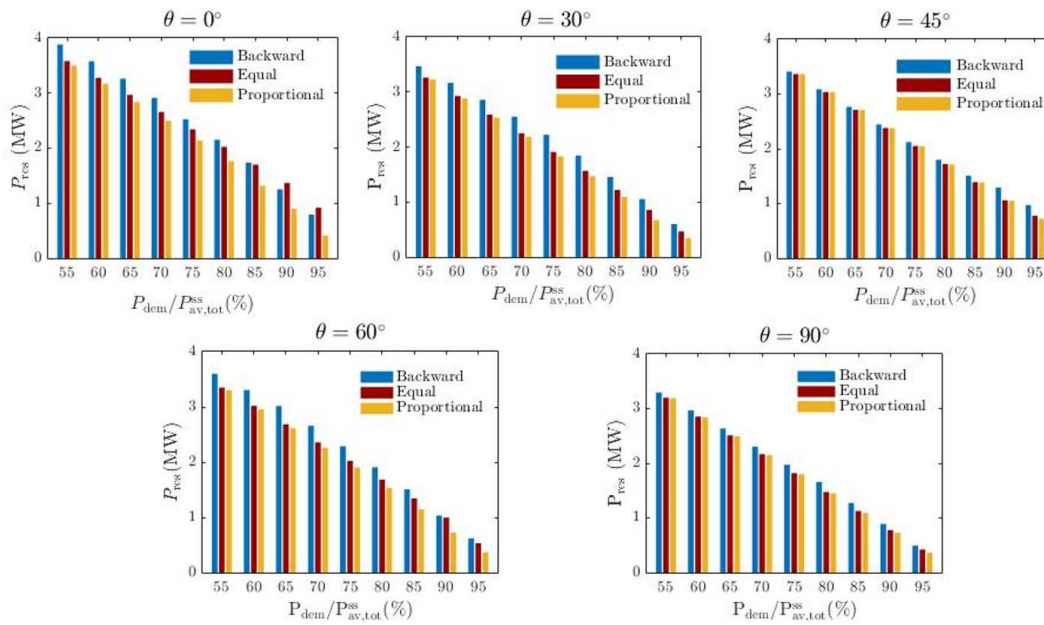 θ = 0°
4
3
2
1
0
P_res (MW)
Backward
Equal
Proportional
55 60 65 70 75 80 85 90 95
P_dem/P^ss_av,tot(%)
θ = 30°
4
3
2
1
0
P_res (MW)
Backward
Equal
Proportional
55 60 65 70 75 80 85 90 95
P_dem/P^ss_av,tot(%)
θ = 45°
4
3
2
1
0
P_res (MW)
Backward
Equal
Proportional
55 60 65 70 75 80 85 90 95
P_dem/P^ss_av,tot(%)
θ = 60°
4
3
2
1
0
P_res (MW)
Backward
Equal
Proportional
55 60 65 70 75 80 85 90 95
P_dem/P^ss_av,tot(%)
θ = 90°
4
3
2
1
0
P_res (MW)
Backward
Equal
Proportional
55 60 65 70 75 80 85 90 95
P_dem/P^ss_av,tot(%)